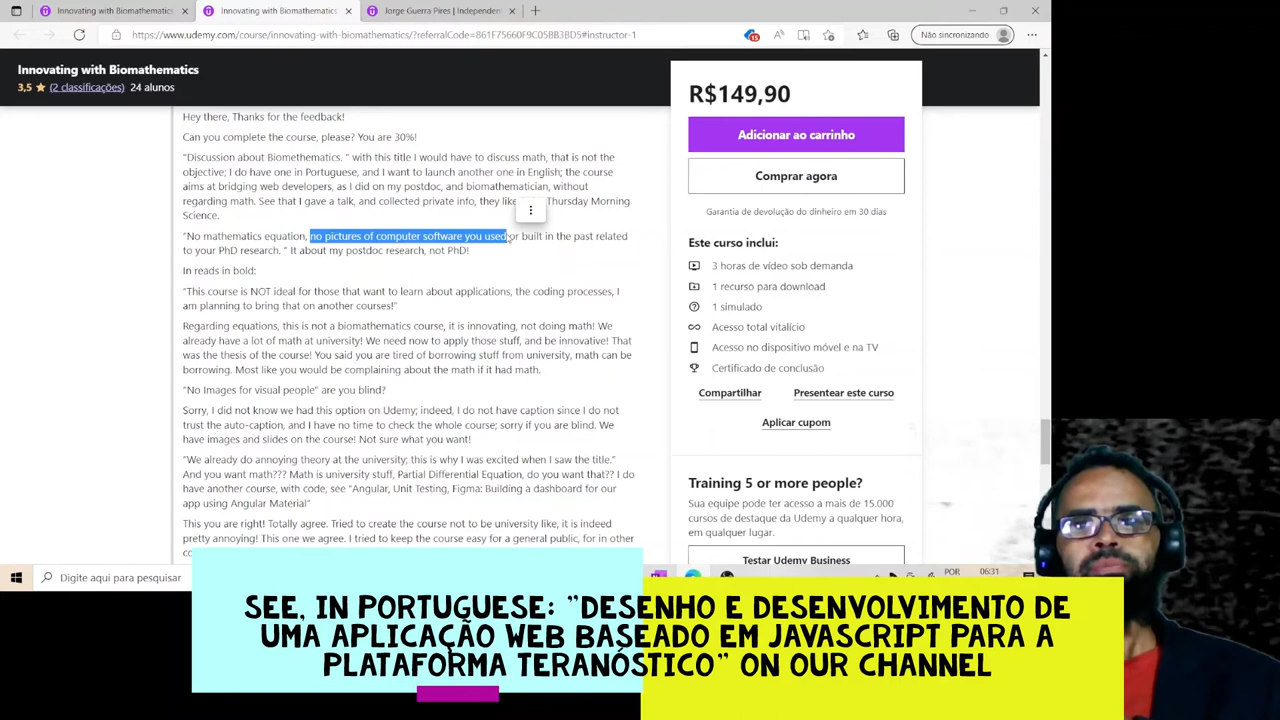 Innovating with Biomathematics
Innovating with Biomathematics
Jorge Guerra Pires | Independen
https://www.udemy.com/course/innovating-with-biomathematics/?referralCode=861F75660F9C05BB3BD5#instructor-1
15
Não sincronizando
Innovating with Biomathematics
3,5 (2 classificações) 24 alunos
Hey there, Thanks for the feedback!
Can you complete the course, please? You are 30%!
"Discussion about Biomethematics. " with this title I would have to discuss math, that is not the
objective; I do have one in Portuguese, and I want to launch another one in English; the course
aims at bridging web developers, as I did on my postdoc, and biomathematician, without
regarding math. See that I gave a talk, and collected private info, they like Thursday Morning
Science.
"No mathematics equation, no pictures of computer software you used or built in the past related
to your PhD research. " It about my postdoc research, not PhD!
In reads in bold:
"This course is NOT ideal for those that want to learn about applications, the coding processes, I
am planning to bring that on another courses!"
Regarding equations, this is not a biomathematics course, it is innovating, not doing math! We
already have a lot of math at university! We need now to apply those stuff, and be innovative! That
was the thesis of the course! You said you are tired of borrowing stuff from university, math can be
borrowing. Most like you would be complaining about the math if it had math.
"No Images for visual people" are you blind?
Sorry, I did not know we had this option on Udemy; indeed, I do not have caption since I do not
trust the auto-caption, and I have no time to check the whole course; sorry if you are blind. We
have images and slides on the course! Not sure what you want!
"We already do annoying theory at the university; this is why I was excited when I saw the title."
And you want math??? Math is university stuff, Partial Differential Equation, do you want that?? I do
have another course, with code, see "Angular, Unit Testing, Figma: Building a dashboard for our
app using Angular Material"
This you are right! Totally agree. Tried to create the course not to be university like, it is indeed
pretty annoying! This one we agree. I tried to keep the course easy for a general public, for in other
R$149,90
Adicionar ao carrinho
Comprar agora
Garantia de devolução do dinheiro em 30 dias
Este curso inclui:
3 horas de vídeo sob demanda
1 recurso para download
1 simulado
Acesso total vitalício
Acesso no dispositivo móvel e na TV
Certificado de conclusão
Compartilhar Presentear este curso
Aplicar cupom
Training 5 or more people?
Sua equipe pode ter acesso a mais de 15.000
cursos de destaque da Udemy a qualquer hora,
em qualquer lugar.
Testar Udemy Business
Digite aqui para pesquisar
POR
06:31
SEE, IN PORTUGUESE: "DESENHO E DESENVOLVIMENTO DE
UMA APLICAÇÃO WEB BASEADO EM JAVASCRIPT PARA A
PLATAFORMA TERANÓSTICO" ON OUR CHANNEL